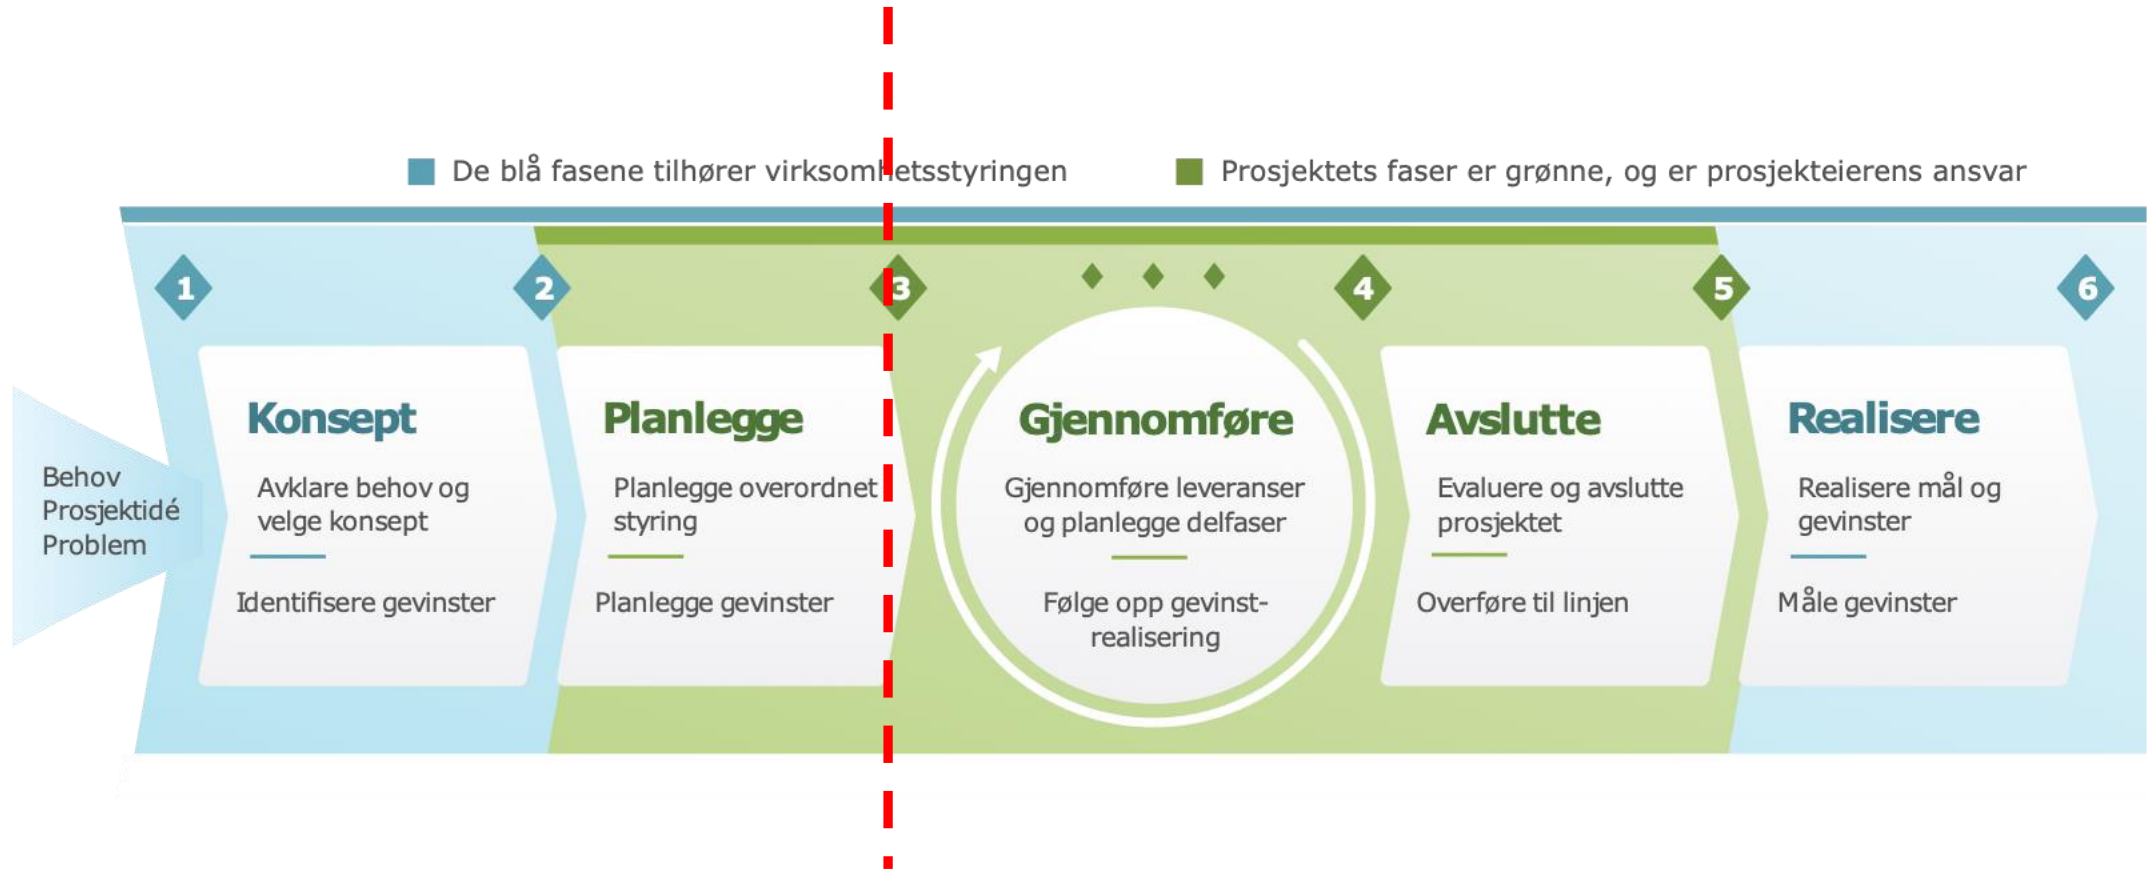 De blå fasene tilhører virksomhetsstyringen
Prosjektets faser er grønne, og er prosjekteierens ansvar
1
2
3
4
5
6
Behov
Prosjektidé
Problem
Konsept
Avklare behov og
velge konsept
Identifisere gevinster
Planlegge
Planlegge overordnet
styring
Planlegge gevinster
Gjennomføre
Gjennomføre leveranser
og planlegge delfaser
Følge opp gevinst-
realisering
Avslutte
Evaluere og avslutte
prosjektet
Overføre til linjen
Realisere
Realisere mål og
gevinster
Måle gevinster